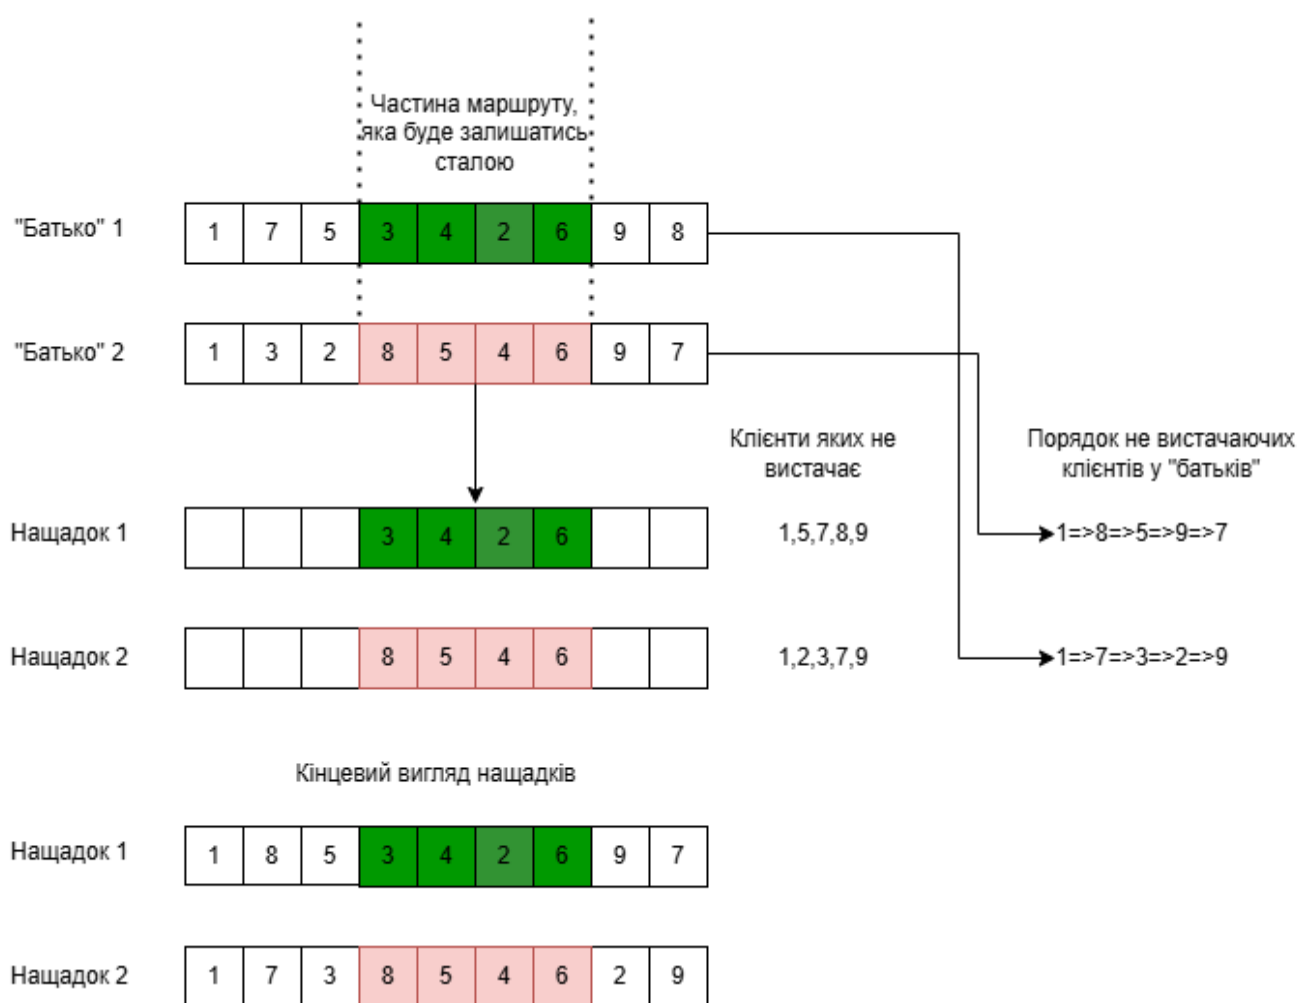 Частина маршруту,
яка буде залишатись
сталою
"Батько" 1
1 7 5 3 4 2 6 9 8
"Батько" 2
1 3 2 8 5 4 6 9 7
Клієнти яких не
вистачає
Порядок не вистачаючих
клієнтів у "батьків"
Нащадок 1
3 4 2 6
1,5,7,8,9
1=>8=>5=>9=>7
Нащадок 2
8 5 4 6
1,2,3,7,9
1=>7=>3=>2=>9
Кінцевий вигляд нащадків
Нащадок 1
1 8 5 3 4 2 6 9 7
Нащадок 2
1 7 3 8 5 4 6 2 9